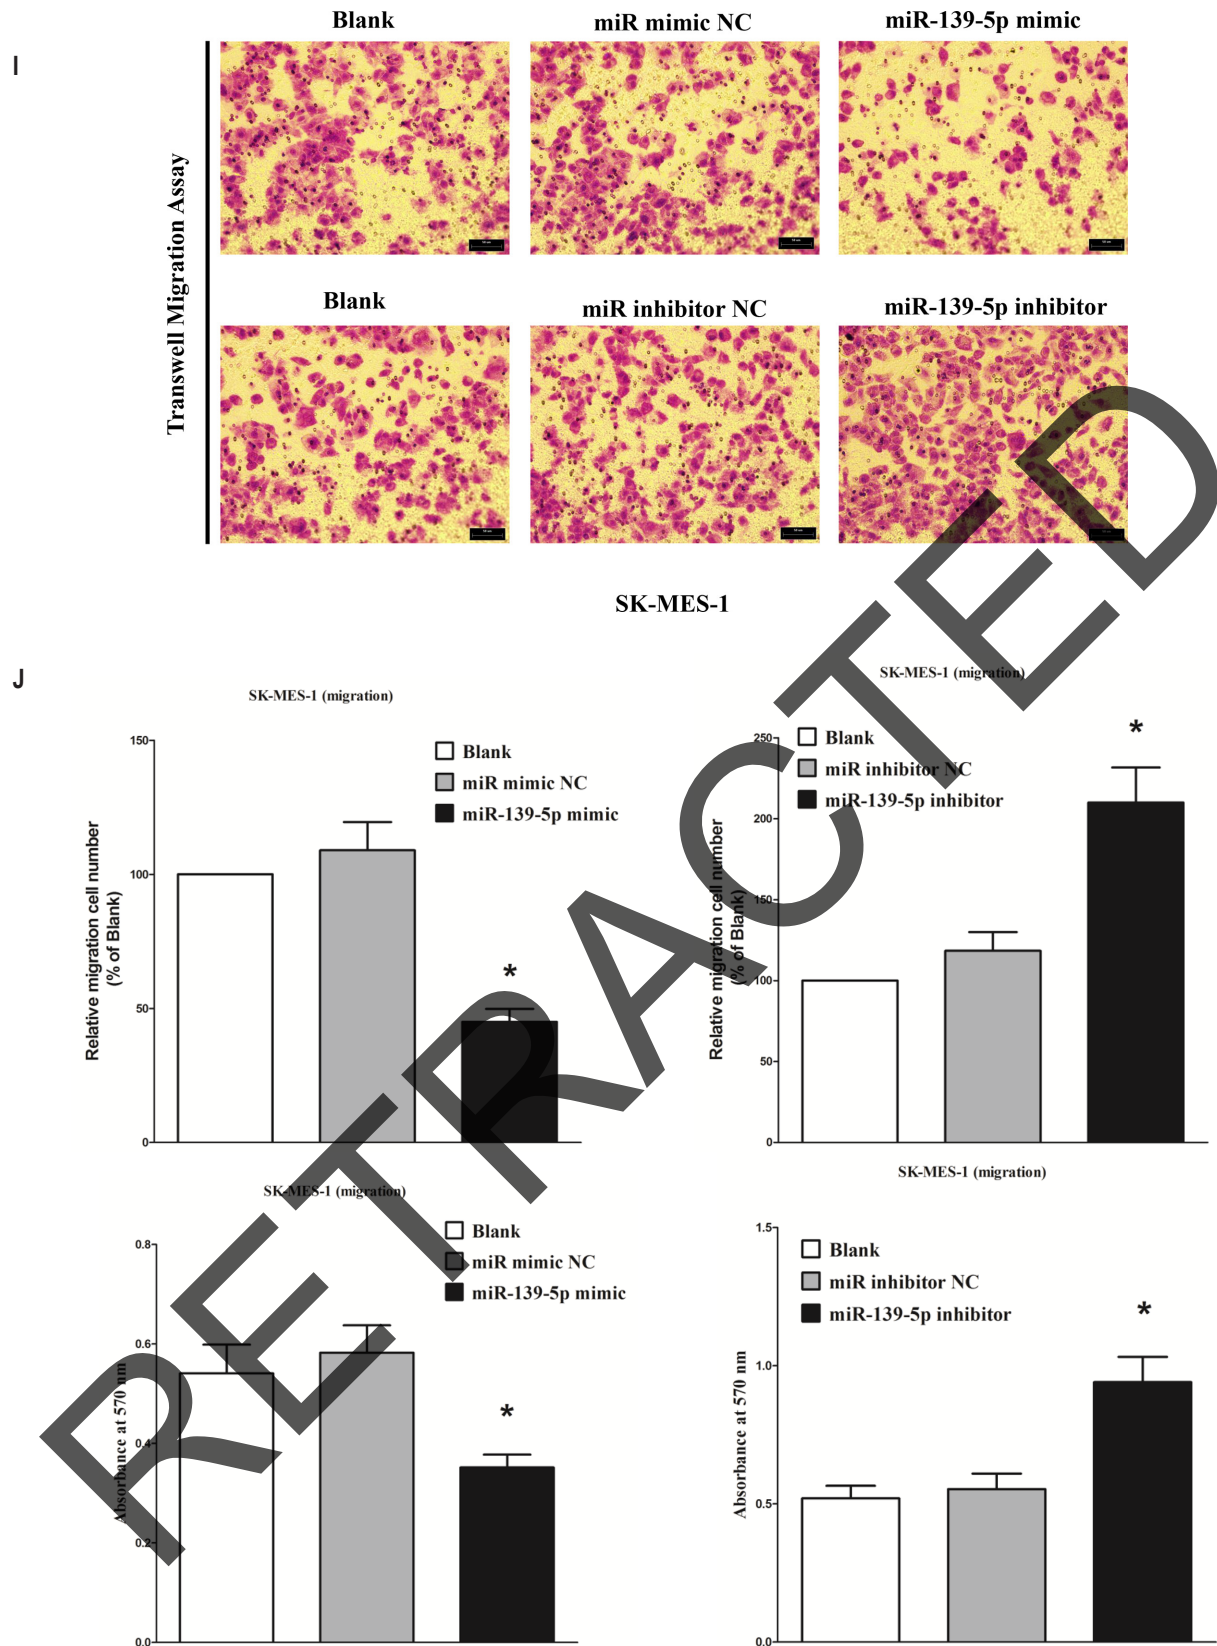 I
Blank
miR mimic NC
miR-139-5p mimic
Transwell Migration Assay
Blank
miR inhibitor NC
miR-139-5p inhibitor
SK-MES-1
RETRACTED
J
SK-MES-1 (migration)
150
100
50
0
Relative migration cell number
(% of Blank)
Blank
miR mimic NC
miR-139-5p mimic
*
SK-MES-1 (migration)
250
200
150
100
50
0
Relative migration cell number
(% of Blank)
Blank
miR inhibitor NC
miR-139-5p inhibitor
*
SK-MES-1 (migration)
0.8
0.6
0.4
0.2
0.0
Absorbance at 570 nm
Blank
miR mimic NC
miR-139-5p mimic
*
SK-MES-1 (migration)
1.5
1.0
0.5
0.0
Absorbance at 570 nm
Blank
miR inhibitor NC
miR-139-5p inhibitor
*